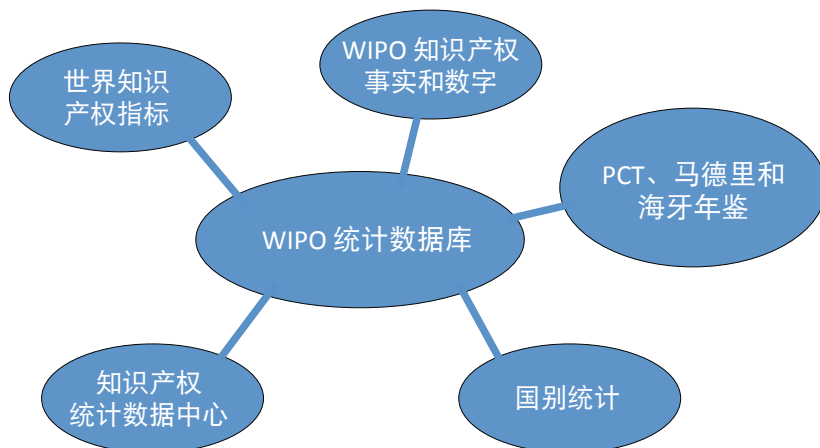 世界知识
产权指标
WIPO 知识产权
事实和数字
PCT、马德里和
海牙年鉴
WIPO 统计数据库
知识产权
统计数据中心
国别统计